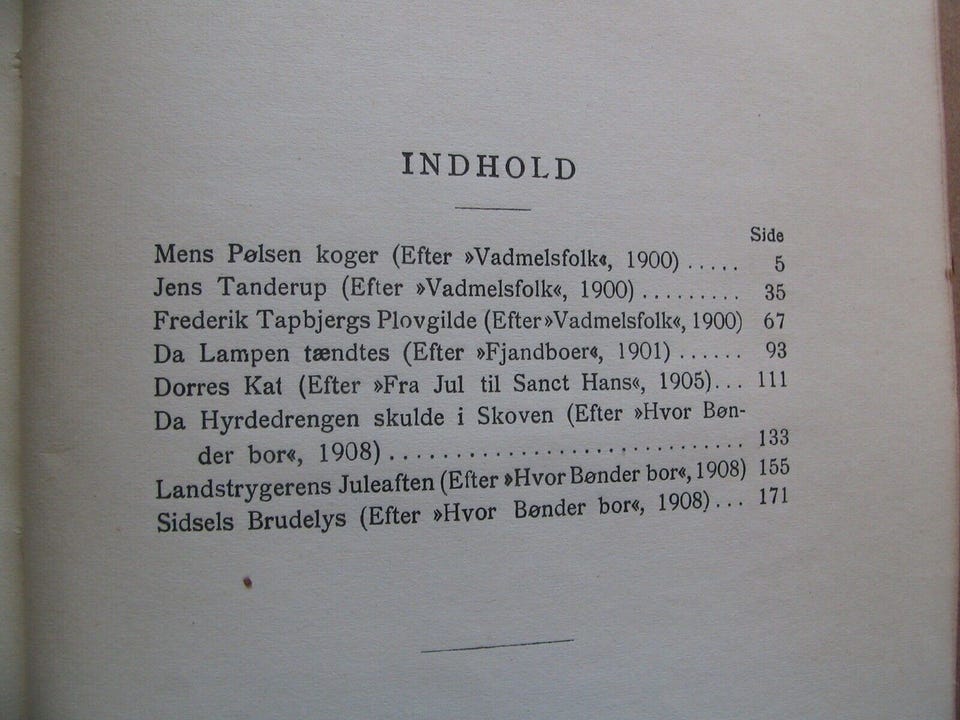 INDHOLD
Side
Mens Pølsen koger (Efter »Vadmelsfolk«, 1900) ..... 5
Jens Tanderup (Efter »Vadmelsfolk«, 1900) ......... 35
Frederik Tapbjergs Plovgilde (Efter »Vadmelsfolk«, 1900) 67
Da Lampen tændtes (Efter »Fjandboer«, 1901) ...... 93
Dorres Kat (Efter »Fra Jul til Sanct Hans«, 1905)... 111
Da Hyrdedrengen skulde i Skoven (Efter »Hvor Bøn-
der bor«, 1908) ............................ 133
Landstrygerens Juleaften (Efter »Hvor Bønder bor«, 1908) 155
Sidsels Brudelys (Efter »Hvor Bønder bor«, 1908)... 171